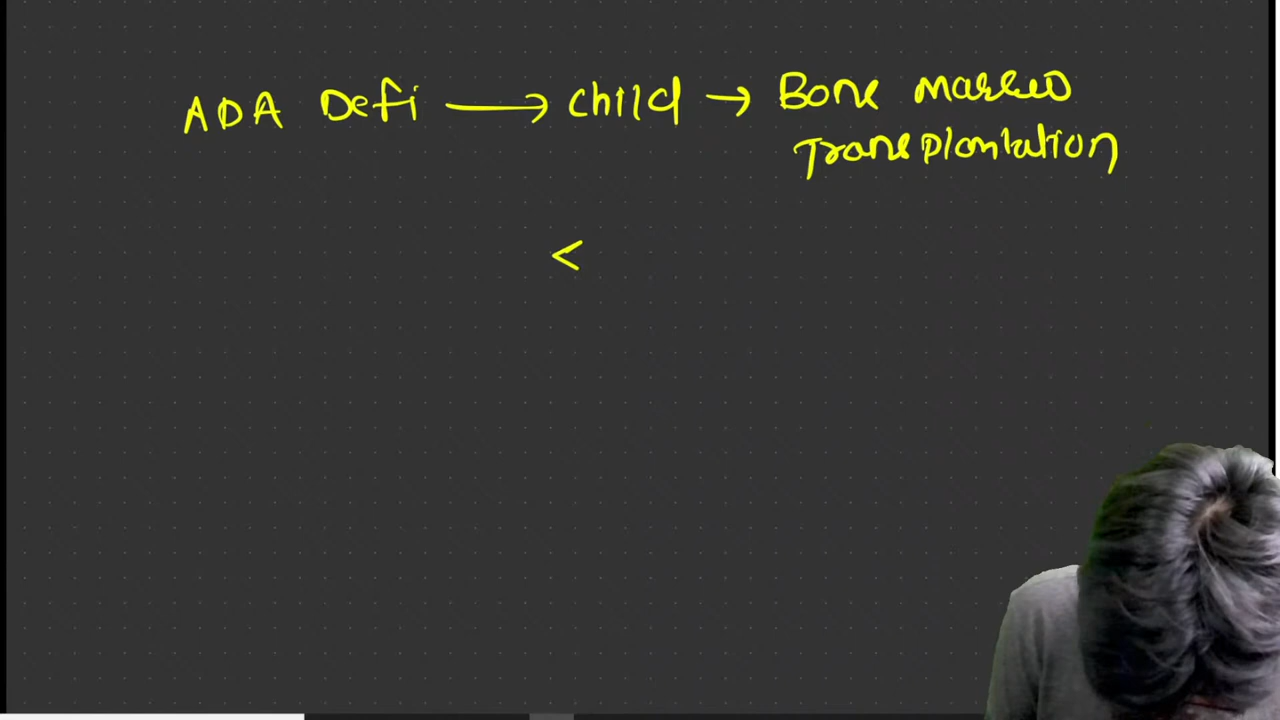 ADA Defi → child → Bone marrow
Transplantation
<